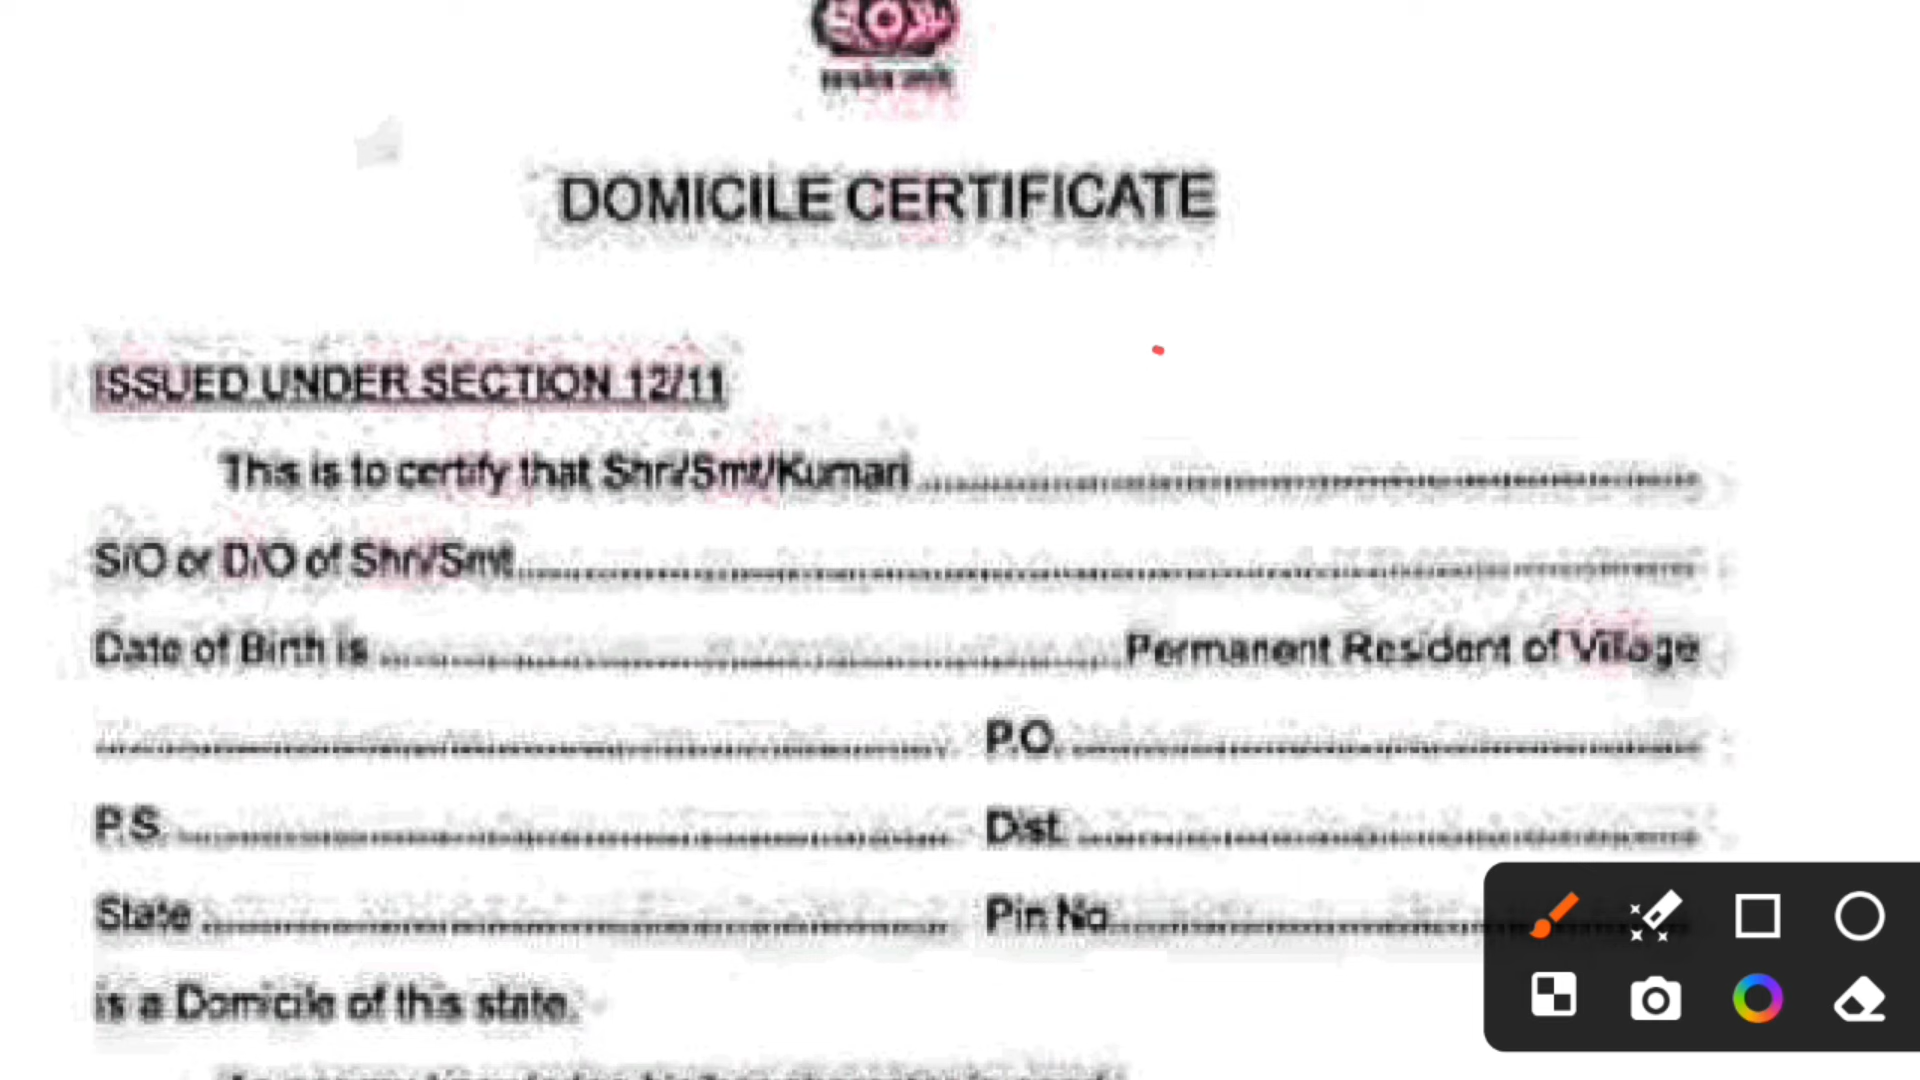 DOMICILE CERTIFICATE
ISSUED UNDER SECTION 12/11
This is to certify that Shri/Smt/Kumari
S/O or D/O of Shri/Smt
Date of Birth is Permanent Resident of Village
P.O.
P.S. Dist.
State Pin No
is a Domicile of this state.